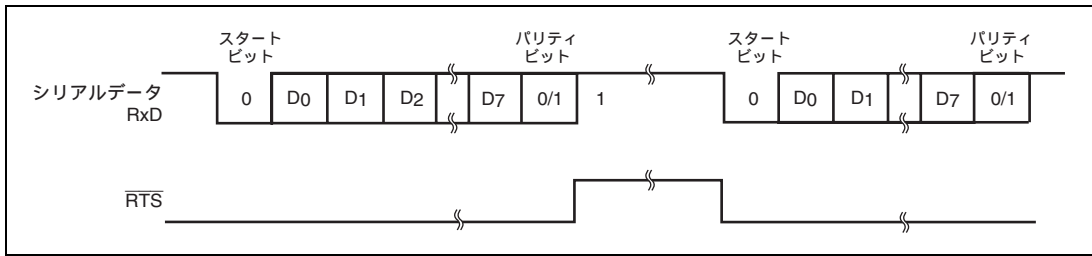 スタート
ビット
パリティ
ビット
スタート
ビット
パリティ
ビット
シリアルデータ
RxD
0 D0 D1 D2 D7 0/1 1 0 D0 D1 D7 0/1
RTS